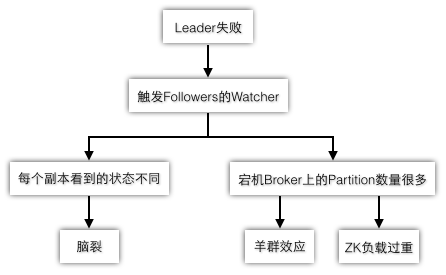 Leader失败
触发Followers的Watcher
每个副本看到的状态不同
宕机Broker上的Partition数量很多
脑裂
羊群效应
ZK负载过重